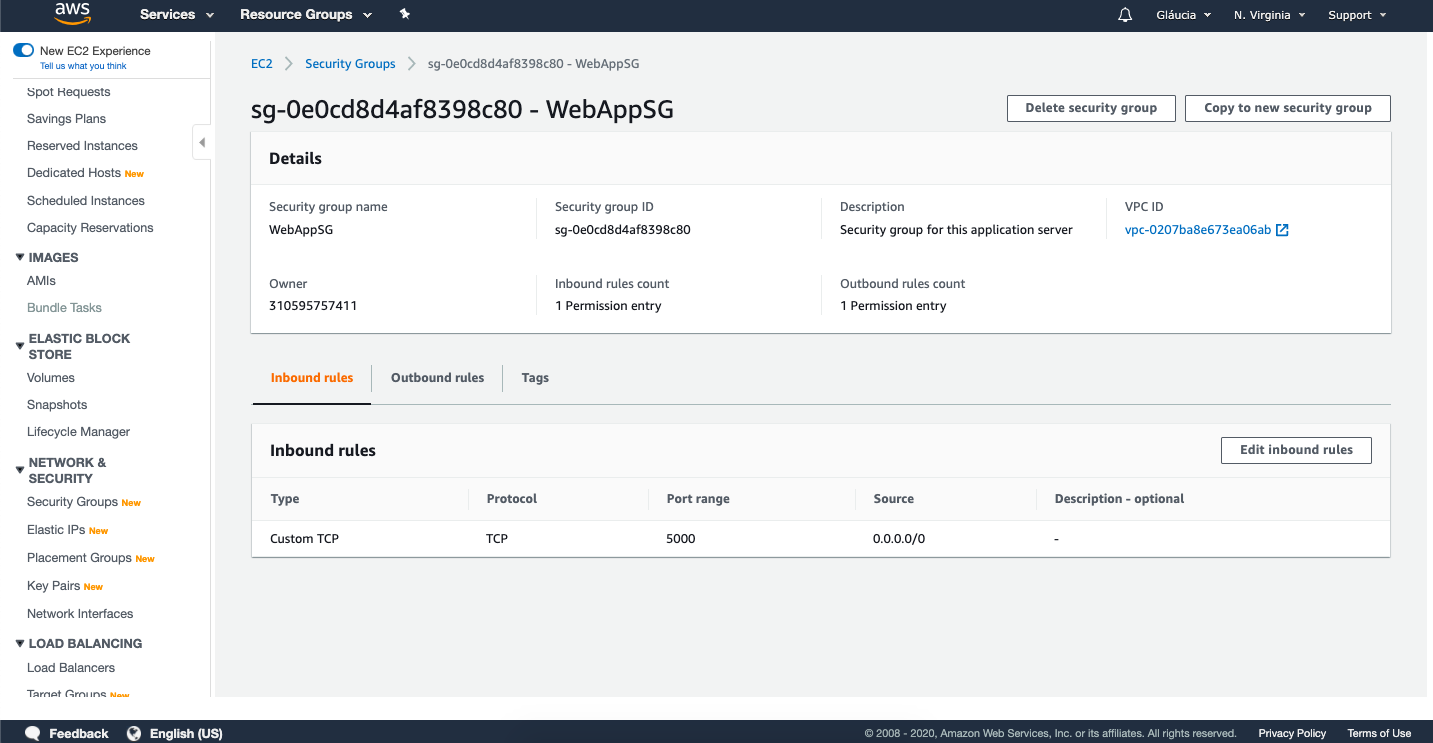 aws
Services
Resource Groups
Gláucia
N. Virginia
Support
New EC2 Experience
Tell us what you think
Spot Requests
Savings Plans
Reserved Instances
Dedicated Hosts New
Scheduled Instances
Capacity Reservations
IMAGES
AMIs
Bundle Tasks
ELASTIC BLOCK
STORE
Volumes
Snapshots
Lifecycle Manager
NETWORK &
SECURITY
Security Groups New
Elastic IPs New
Placement Groups New
Key Pairs New
Network Interfaces
LOAD BALANCING
Load Balancers
Target Groups New
EC2
Security Groups
sg-0e0cd8d4af8398c80 - WebAppSG
sg-0e0cd8d4af8398c80 - WebAppSG
Delete security group
Copy to new security group
Details
Security group name
WebAppSG
Security group ID
sg-0e0cd8d4af8398c80
Description
Security group for this application server
VPC ID
vpc-0207ba8e673ea06ab
Owner
310595757411
Inbound rules count
1 Permission entry
Outbound rules count
1 Permission entry
Inbound rules
Outbound rules
Tags
Inbound rules
Edit inbound rules
Type
Protocol
Port range
Source
Description - optional
Custom TCP
TCP
5000
0.0.0.0/0
-
Feedback
English (US)
© 2008 - 2020, Amazon Web Services, Inc. or its affiliates. All rights reserved.
Privacy Policy
Terms of Use